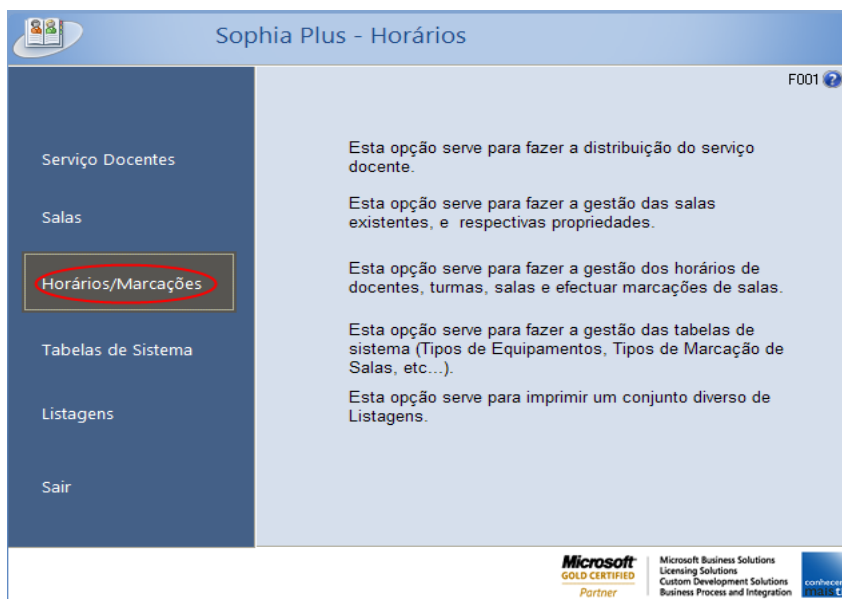 Sophia Plus - Horários
F001
Serviço Docentes
Esta opção serve para fazer a distribuição do serviço
docente.
Salas
Esta opção serve para fazer a gestão das salas
existentes, e respectivas propriedades.
Horários/Marcações
Esta opção serve para fazer a gestão dos horários de
docentes, turmas, salas e efectuar marcações de salas.
Tabelas de Sistema
Esta opção serve para fazer a gestão das tabelas de
sistema (Tipos de Equipamentos, Tipos de Marcação de
Salas, etc...).
Listagens
Esta opção serve para imprimir um conjunto diverso de
Listagens.
Sair
Microsoft
GOLD CERTIFIED
Partner
Microsoft Business Solutions
Licensing Solutions
Custom Development Solutions
Business Process and Integration
conhecer
mais